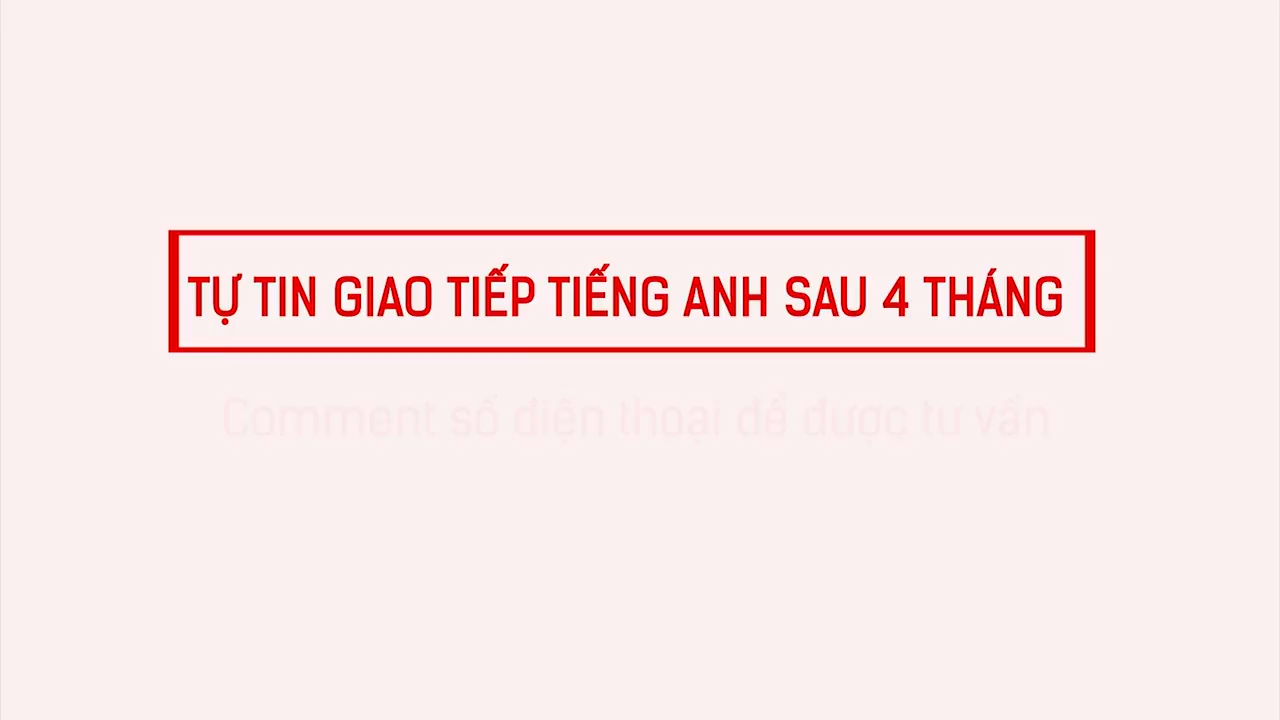 TỰ TIN GIAO TIẾP TIẾNG ANH SAU 4 THÁNG
Comment số điện thoại để được tư vấn